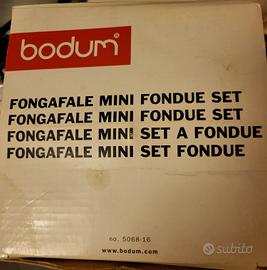 bodum®
FONGAFALE MINI FONDUE SET
FONGAFALE MINI FONDUE SET
FONGAFALE MINI SET A FONDUE
FONGAFALE MINI SET FONDUE
no. 5068-16
www.bodum.com
subito